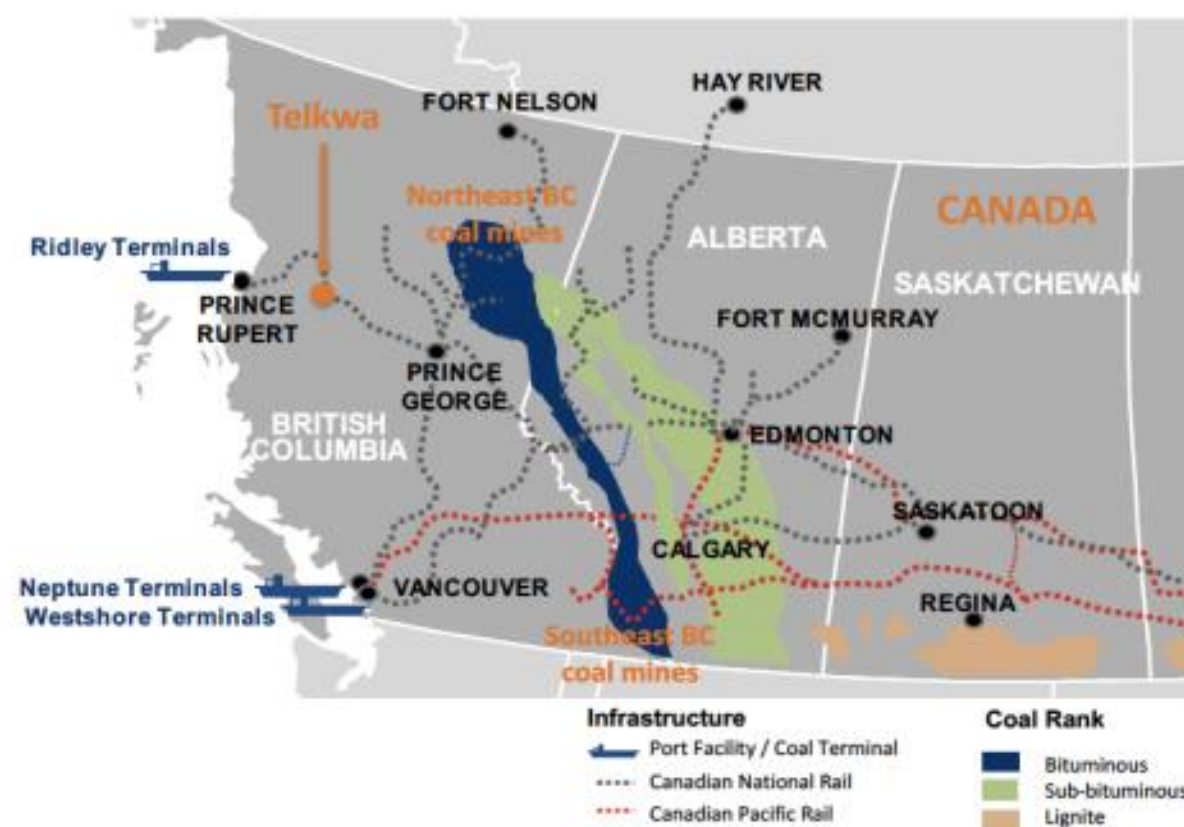 HAY RIVER
FORT NELSON
Telkwa
Northeast BC
coal mines
CANADA
ALBERTA
Ridley Terminals
SASKATCHEWAN
PRINCE
RUPERT
FORT MCMURRAY
PRINCE
GEORGE
BRITISH
COLUMBIA
EDMONTON
SASKATOON
CALGARY
Neptune Terminals
VANCOUVER
Westshore Terminals
REGINA
Southeast BC
coal mines
Infrastructure
Port Facility / Coal Terminal
Canadian National Rail
Canadian Pacific Rail
Coal Rank
Bituminous
Sub-bituminous
Lignite